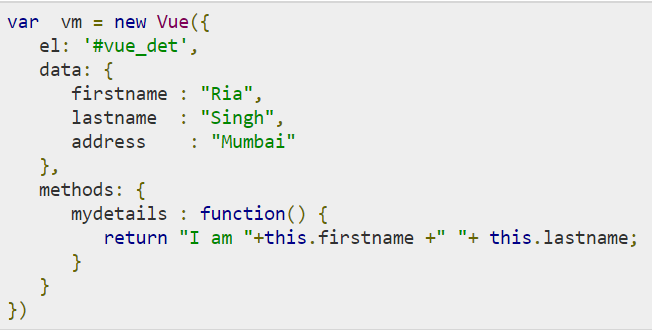 var  vm = new Vue({
   el: '#vue_det',
   data: {
      firstname : "Ria",
      lastname  : "Singh",
      address    : "Mumbai"
   },
   methods: {
      mydetails : function() {
         return "I am "+this.firstname +" "+ this.lastname;
      }
   }
})